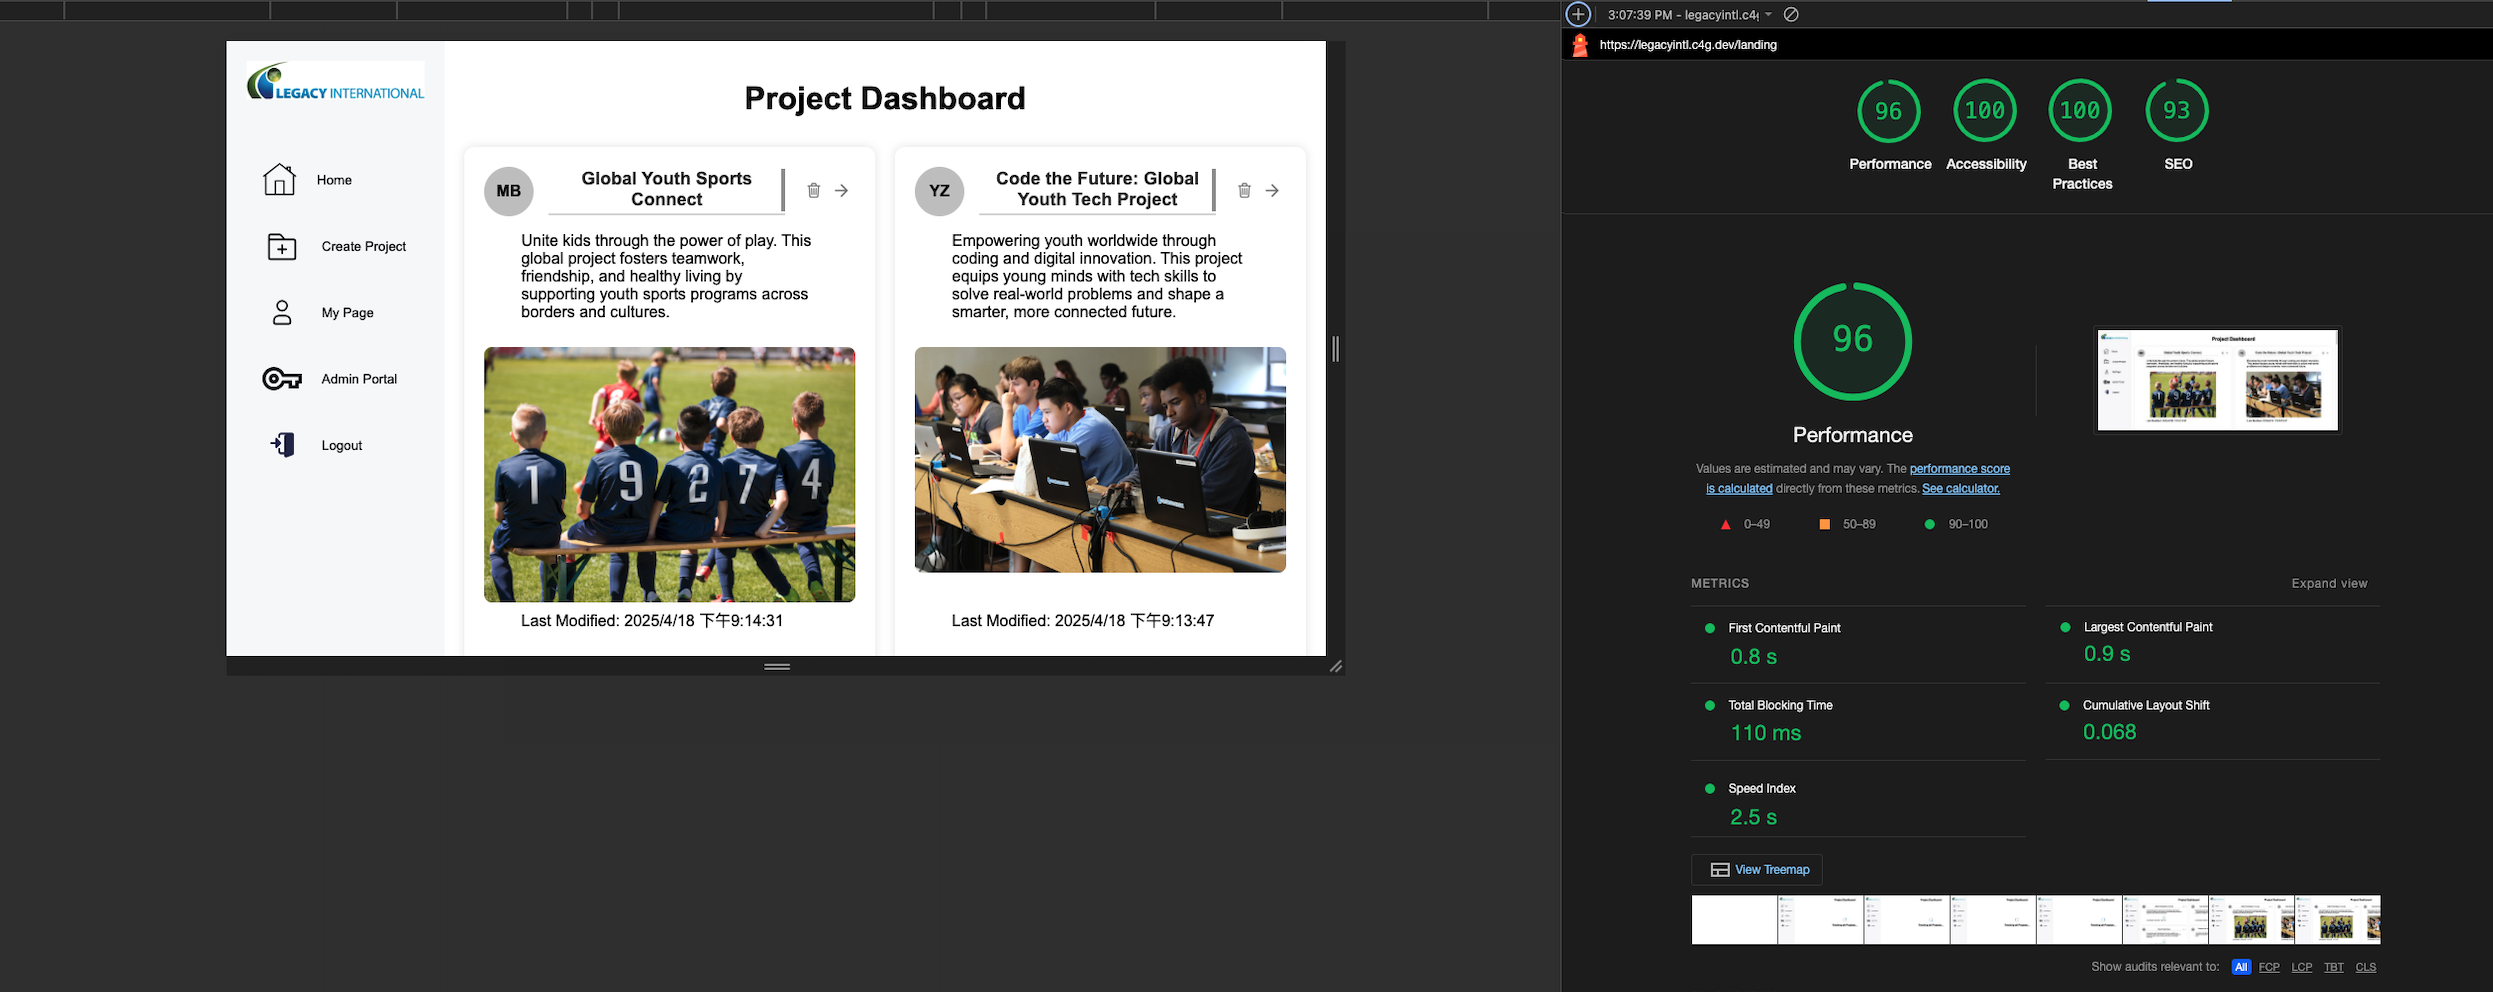 LEGACY INTERNATIONAL
Home
Create Project
My Page
Admin Portal
Logout
Project Dashboard
MB
Global Youth Sports
Connect
Unite kids through the power of play. This
global project fosters teamwork,
friendship, and healthy living by
supporting youth sports programs across
borders and cultures.
1 9 2 7 4
Last Modified: 2025/4/18 下午9:14:31
YZ
Code the Future: Global
Youth Tech Project
Empowering youth worldwide through
coding and digital innovation. This project
equips young minds with tech skills to
solve real-world problems and shape a
smarter, more connected future.
Last Modified: 2025/4/18 下午9:13:47
3:07:39 PM - legacyintl.c4g
https://legacyintl.c4g.dev/landing
96
Performance
100
Accessibility
100
Best
Practices
93
SEO
96
Performance
Values are estimated and may vary. The performance score
is calculated directly from these metrics. See calculator.
0–49
50–89
90–100
Project Dashboard
METRICS
Expand view
First Contentful Paint
0.8 s
Largest Contentful Paint
0.9 s
Total Blocking Time
110 ms
Cumulative Layout Shift
0.068
Speed Index
2.5 s
View Treemap
Show audits relevant to: All FCP LCP TBT CLS